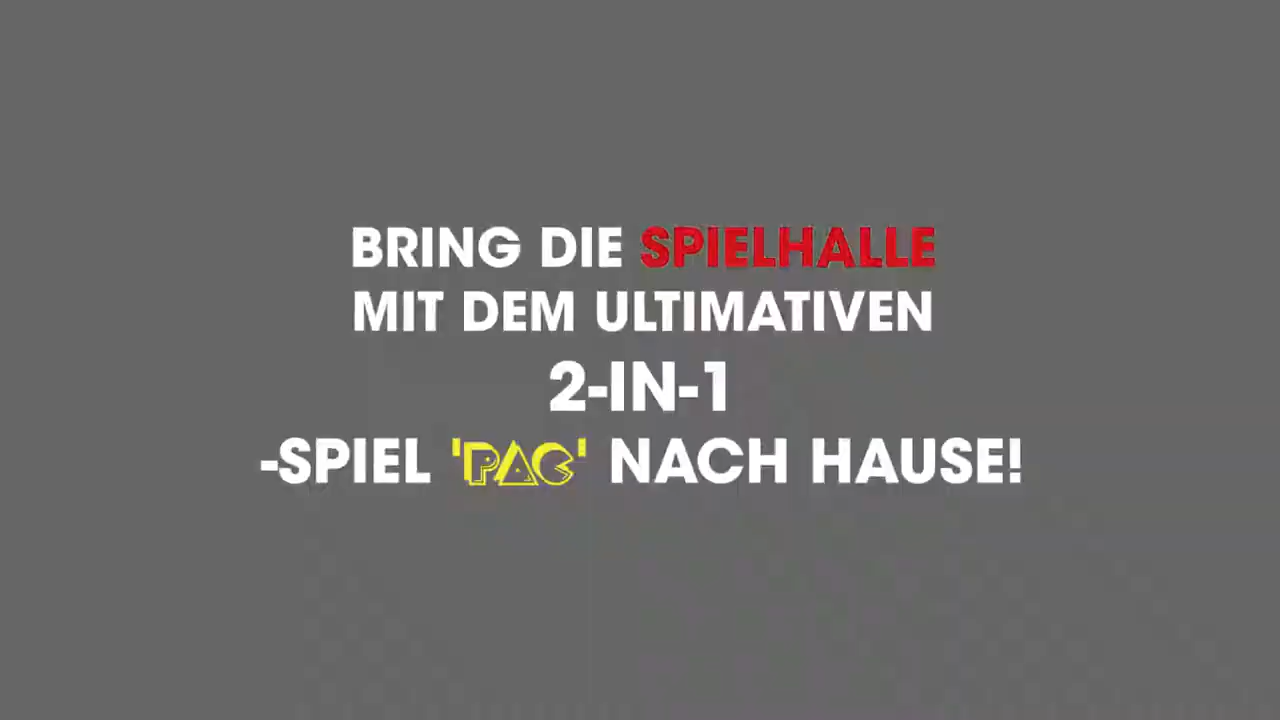 BRING DIE SPIELHALLE
MIT DEM ULTIMATIVEN
2-IN-1
-SPIEL 'PAC' NACH HAUSE!